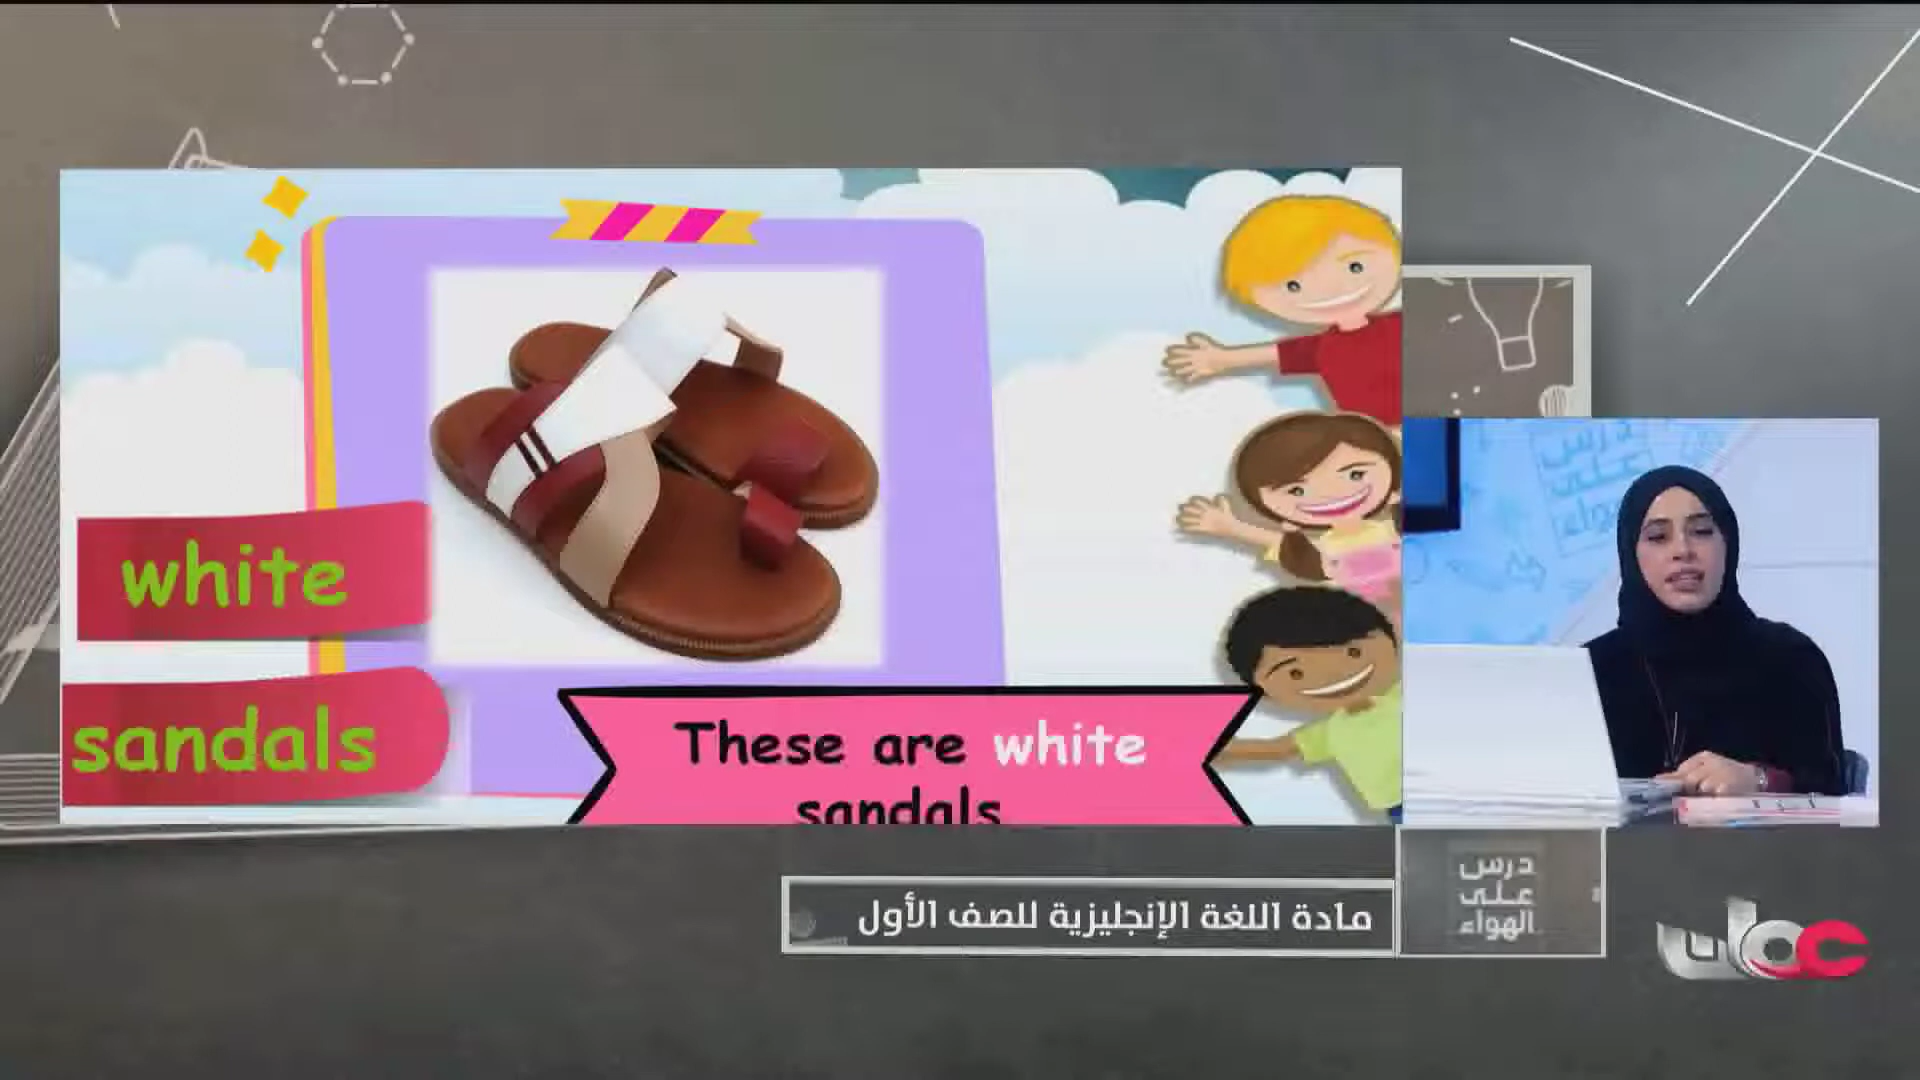 white
sandals
These are white
sandals
درس
على
الهواء
مادة اللغة الإنجليزية للصف الأول
درس
على
الهواء
عمان